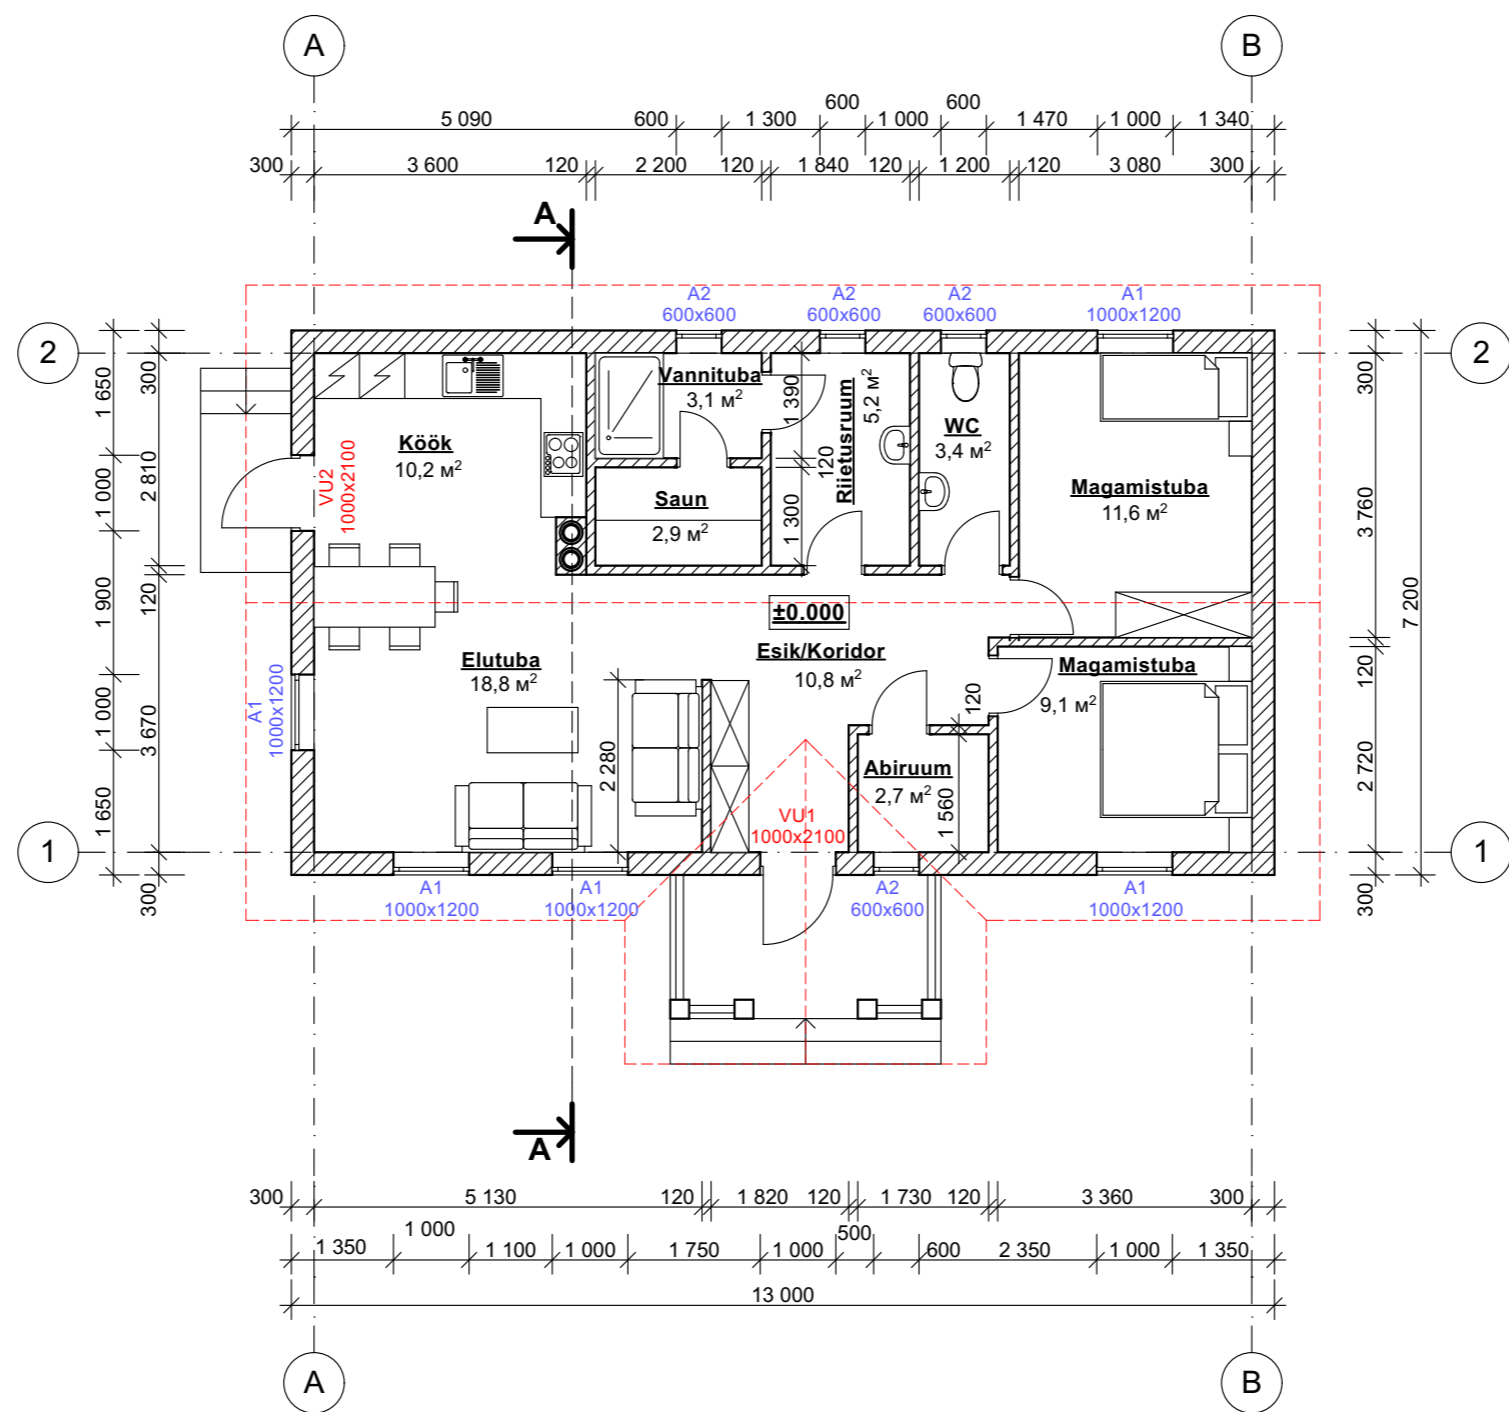 A
B
600
600
5 090
600
1 300
1 000
1 470
1 000
1 340
300
3 600
120
2 200
120
1 840
120
1 200
120
3 080
300
A
A2
600x600
A2
600x600
A2
600x600
A1
1000x1200
2
2
1 650
300
1 000
2 810
1 900
120
1 000
3 670
1 650
300
300
3 760
7 200
120
2 720
300
Köök
10,2 м²
VU2
1000x2100
Vannituba
3,1 м²
1 390
Riietusruum
5,2 м²
120
1 300
WC
3,4 м²
Saun
2,9 м²
Magamistuba
11,6 м²
±0.000
Elutuba
18,8 м²
Esik/Koridor
10,8 м²
Magamistuba
9,1 м²
120
A1
1000x1200
2 280
Abiruum
2,7 м²
1 560
VU1
1000x2100
1
1
A1
1000x1200
A1
1000x1200
A2
600x600
A1
1000x1200
A
300
5 130
120
1 820
120
1 730
120
3 360
300
1 350
1 000
1 100
1 000
1 750
1 000
500
600
2 350
1 000
1 350
13 000
A
B